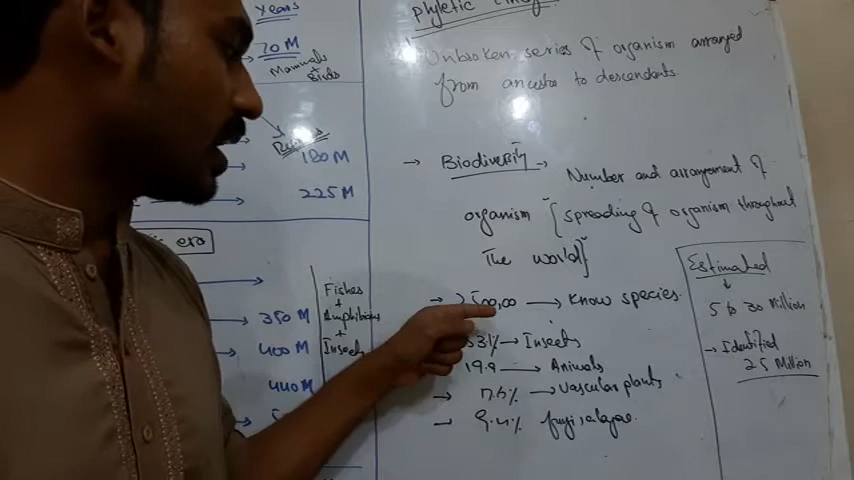 Years
70 M
Mammals
+
Birds
180 M
225 M
era
350 M
400 M
440 M
Fishes
+
Amphibians
+
Insects
phyletic
Unbroken series of organism arranged
from ancestor to descendants.
→ Biodiversity → Number and arrangement of
organism {spreading of organism throughout
The world}
→ 500,00 → Know species.
53% → Insects
19.9 → Animals
→ 17.6% → Vascular plants
→ 9.4% fungi & algae.
Estimated
↓
5 to 30 Million
→ Identified
2.5 Million